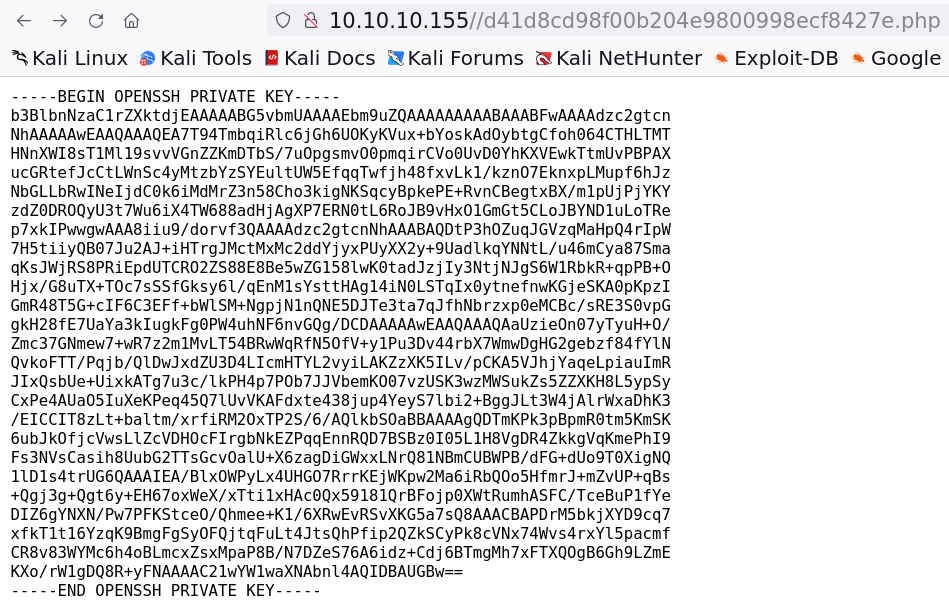 10.10.10.155//d41d8cd98f00b204e9800998ecf8427e.php
Kali Linux Kali Tools Kali Docs Kali Forums Kali NetHunter Exploit-DB Google
-----BEGIN OPENSSH PRIVATE KEY-----
b3BlbnNzaC1rZXktdjEAAAAABG5vbmUAAAAEbm9uZQAAAAAAAAABAAABFwAAAAdzc2gtcn
NhAAAAAwEAAQAAAQEA7T94TmbqiRlc6jGh6UOKyKVux+bYoskAdOybtgCfoh064CTHLTMT
HNnXWI8sT1Ml19svvVGnZZKmDTbS/7uOpgsmvO0pmqirCVo0UvD0YhKXVEwkTtmUvPBPAX
ucGRtefJcCtLWnSc4yMtzbYzSYEultUW5EfqqTwfjh48fxvLk1/kznO7EknxpLMupf6hJz
NbGLLbRwINeIjdC0k6iMdMrZ3n58Cho3kigNKSqcyBpkePE+RvnCBegtxBX/m1pUjPjYKY
zdZ0DROQyU3t7Wu6iX4TW688adHjAgXP7ERN0tL6RoJB9vHxO1GmGt5CLoJBYND1uLoTRe
p7xkIPwwgwAAA8iiu9/dorvf3QAAAAdzc2gtcnNhAAABAQDtP3hOZuqJGVzqMaHpQ4rIpW
7H5tiiyQB07Ju2AJ+iHTrgJMctMxMc2ddYjyxPUyXX2y+9UadlkqYNNtL/u46mCya87Sma
qKsJWjRS8PRiEpdUTCRO2ZS88E8Be5wZG158lwK0tadJzjIy3NtjNJgS6W1RbkR+qpPB+O
Hjx/G8uTX+TOc7sSSfGksy6l/qEnM1sYsttHAg14iN0LSTqIx0ytnefnwKGjeSKA0pKpzI
GmR48T5G+cIF6C3EFf+bWlSM+NgpjN1nQNE5DJTe3ta7qJfhNbrzxp0eMCBc/sRE3S0vpG
gkH28fE7UaYa3kIugkFg0PW4uhNF6nvGQg/DCDAAAAAwEAAQAAAQAaUzieOn07yTyuH+O/
Zmc37GNmew7+wR7z2m1MvLT54BRwWqRfN5OfV+y1Pu3Dv44rbX7WmwDgHG2gebzf84fYlN
QvkoFTT/Pqjb/QlDwJxdZU3D4LIcmHTYL2vyiLAKZzXK5ILv/pCKA5VJhjYaqeLpiauImR
JIxQsbUe+UixkATg7u3c/lkPH4p7POb7JJVbemKO07vzUSK3wzMWSukZs5ZZXKH8L5ypSy
CxPe4AUaO5IuXeKPeq45Q7lUvVKAFdxte438jup4YeyS7lbi2+BggJLt3W4jAlrWxaDhK3
/EICCIT8zLt+baltm/xrfiRM2OxTP2S/6/AQlkbSOaBBAAAAgQDTmKPk3pBpmR0tm5KmSK
6ubJkOfjcVwsLlZcVDHOcFIrgbNkEZPqqEnnRQD7BSBz0I05L1H8VgDR4ZkkgVqKmePhI9
Fs3NVsCasih8UubG2TTsGcvOalU+X6zagDiGWxxLNrQ81NBmCUBWPB/dFG+dUo9T0XigNQ
1lD1s4trUG6QAAAIEA/BlxOWPyLx4UHGO7RrrKEjWKpw2Ma6iRbQOo5HfmrJ+mZvUP+qBs
+Qgj3g+Qgt6y+EH67oxWeX/xTti1xHAc0Qx59181QrBFojp0XWtRumhASFC/TceBuP1fYe
DIZ6gYNXN/Pw7PFKStceO/Qhmee+K1/6XRwEvRSvXKG5a7sQ8AAACBAPDrM5bkjXYD9cq7
xfkT1t16YzqK9BmgFgSyOFQjtqFuLt4JtsQhPfip2QZkSCyPk8cVNx74Wvs4rxYl5pacmf
CR8v83WYMc6h4oBLmcxZsxMpaP8B/N7DZeS76A6idz+Cdj6BTmgMh7xFTXQOgB6Gh9LZmE
KXo/rW1gDQ8R+yFNAAAAC21wYW1waXNAbnl4AQIDBAUGBw==
-----END OPENSSH PRIVATE KEY-----